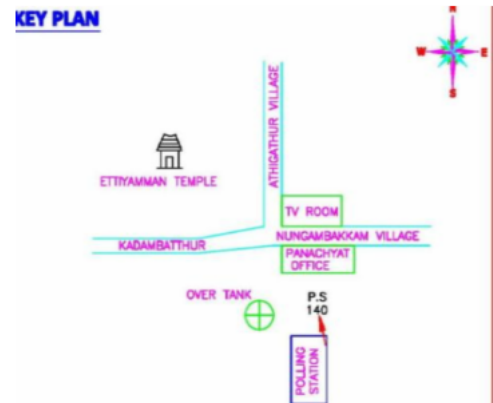 KEY PLAN
N
W
E
S
ATHIGATHUR VILLAGE
ETTIYAMMAN TEMPLE
TV ROOM
NUNGAMBAKKAM VILLAGE
KADAMBATTHUR
PANACHYAT
OFFICE
OVER TANK
P.S
140
POLLING
STATION